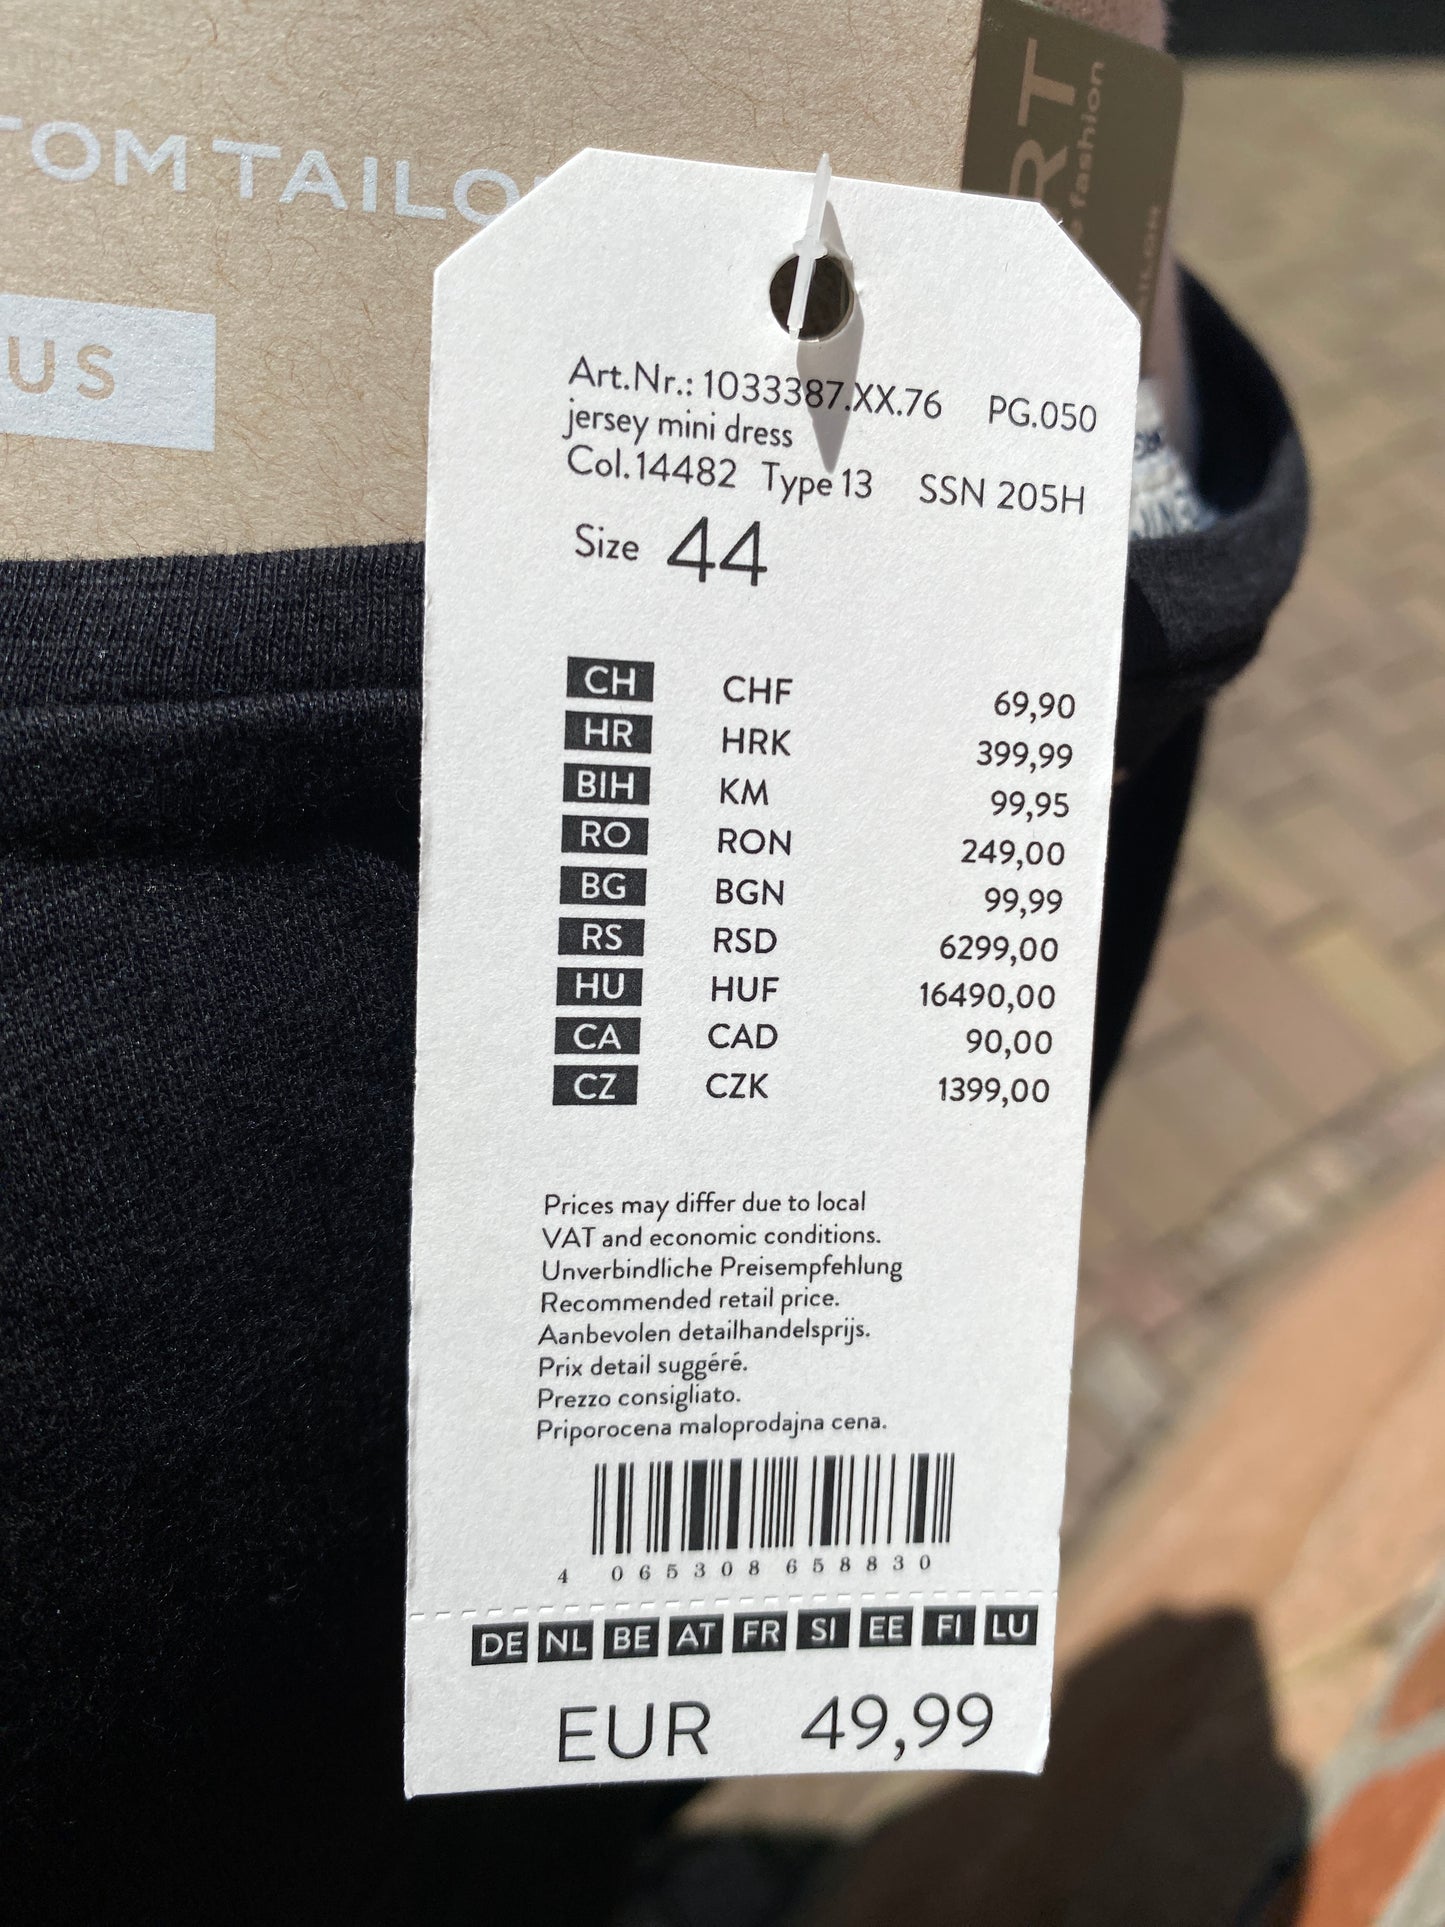 TOM TAILO
US
RT
fashion
AILOR
Art.Nr.: 1033387.XX.76 PG.050
jersey mini dress
Col.14482 Type 13 SSN 205H
Size 44
CH CHF 69,90
HR HRK 399,99
BIH KM 99,95
RO RON 249,00
BG BGN 99,99
RS RSD 6299,00
HU HUF 16490,00
CA CAD 90,00
CZ CZK 1399,00
Prices may differ due to local
VAT and economic conditions.
Unverbindliche Preisempfehlung
Recommended retail price.
Aanbevolen detailhandelsprijs.
Prix detail suggéré.
Prezzo consigliato.
Priporocena maloprodajna cena.
4 065308 658830
DE NL BE AT FR SI EE FI LU
EUR 49,99